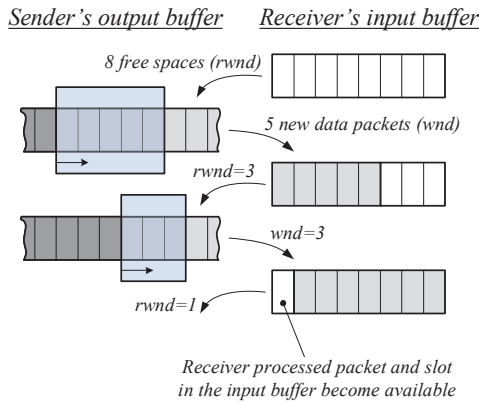 Sender's output buffer
Receiver's input buffer
8 free spaces (rwnd)
5 new data packets (wnd)
rwnd=3
wnd=3
rwnd=1
Receiver processed packet and slot
in the input buffer become available